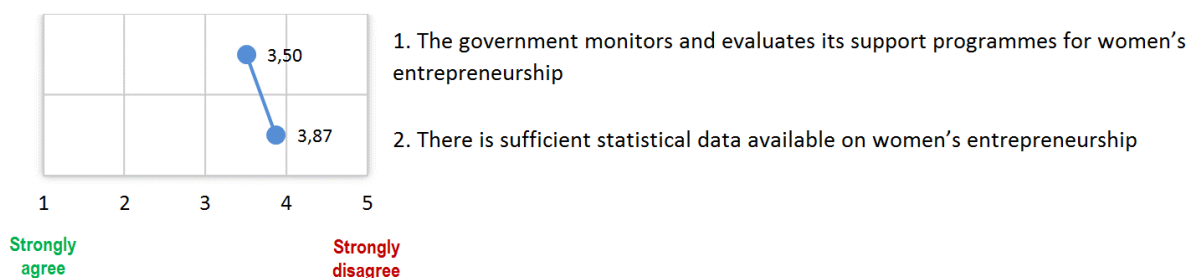 1. The government monitors and evaluates its support programmes for women’s
entrepreneurship
3,50
3,87
2. There is sufficient statistical data available on women’s entrepreneurship
1 2 3 4 5
Strongly
agree
Strongly
disagree